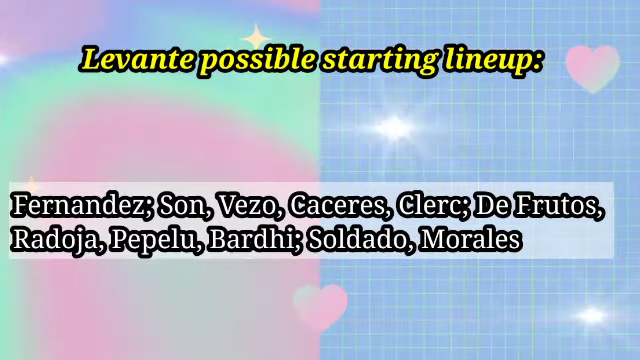 Levante possible starting lineup:
Fernandez; Son, Vezo, Caceres, Clerc; De Frutos,
Radoja, Pepelu, Bardhi; Soldado, Morales